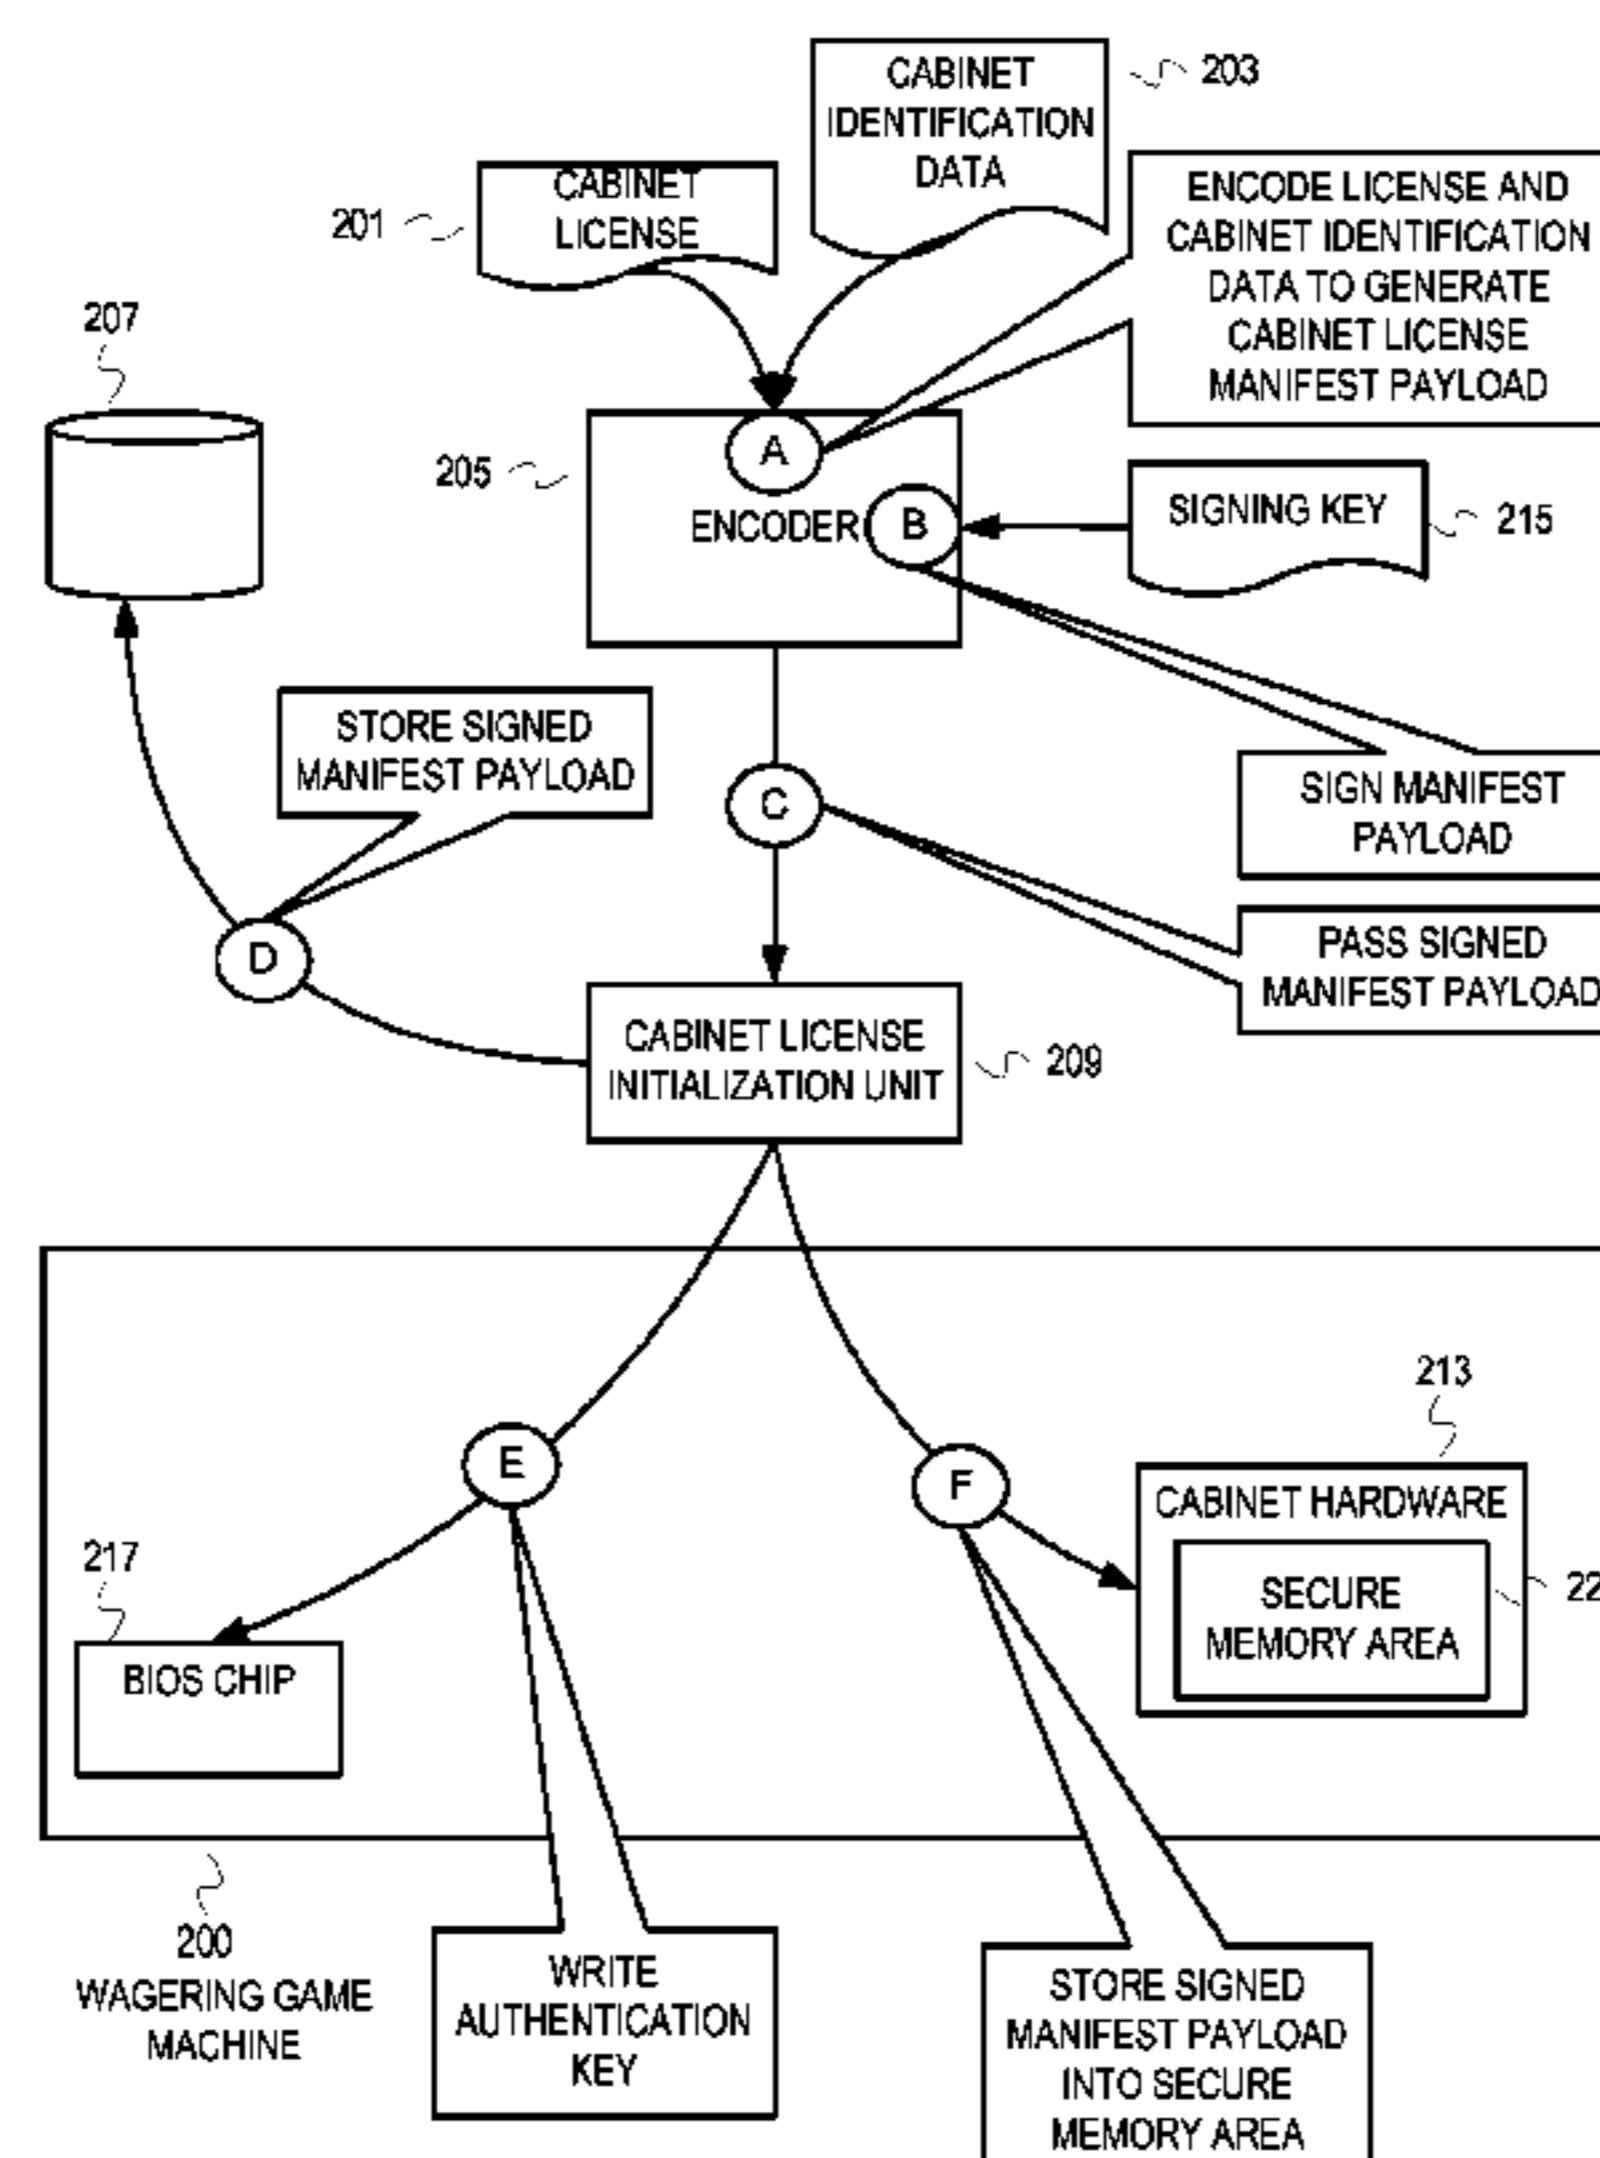 CABINET
IDENTIFICATION
DATA
203
CABINET
LICENSE
201
ENCODE LICENSE AND
CABINET IDENTIFICATION
DATA TO GENERATE
CABINET LICENSE
MANIFEST PAYLOAD
207
A
205
ENCODER
B
SIGNING KEY
215
STORE SIGNED
MANIFEST PAYLOAD
C
SIGN MANIFEST
PAYLOAD
D
PASS SIGNED
MANIFEST PAYLOAD
CABINET LICENSE
INITIALIZATION UNIT
209
213
E
F
CABINET HARDWARE
SECURE
MEMORY AREA
22
217
BIOS CHIP
200
WAGERING GAME
MACHINE
WRITE
AUTHENTICATION
KEY
STORE SIGNED
MANIFEST PAYLOAD
INTO SECURE
MEMORY AREA